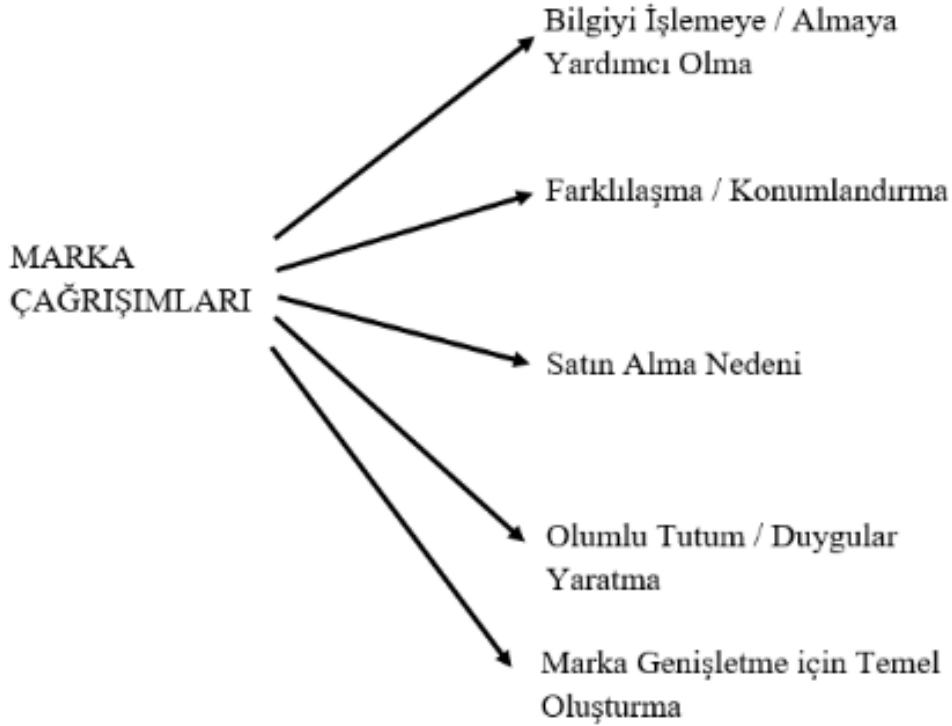 Bilgiyi İşlemeye / Almaya
Yardımcı Olma
Farklılaşma / Konumlandırma
MARKA
ÇAĞRIŞIMLARI
Satın Alma Nedeni
Olumlu Tutum / Duygular
Yaratma
Marka Genişletme için Temel
Oluşturma